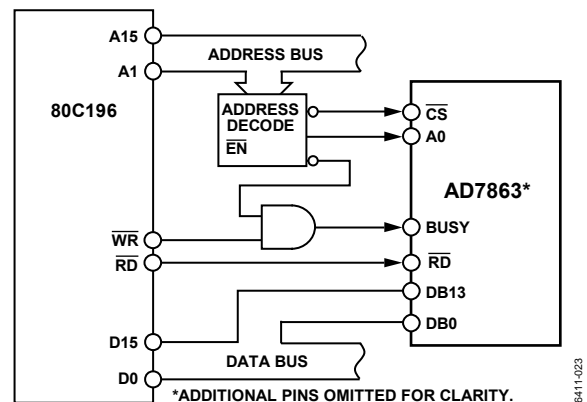 A15
ADDRESS BUS
A1
80C196
ADDRESS
DECODE
EN
CS
A0
AD7863*
BUSY
WR
RD
RD
DB13
DB0
D15
DATA BUS
D0
*ADDITIONAL PINS OMITTED FOR CLARITY.
6411-023